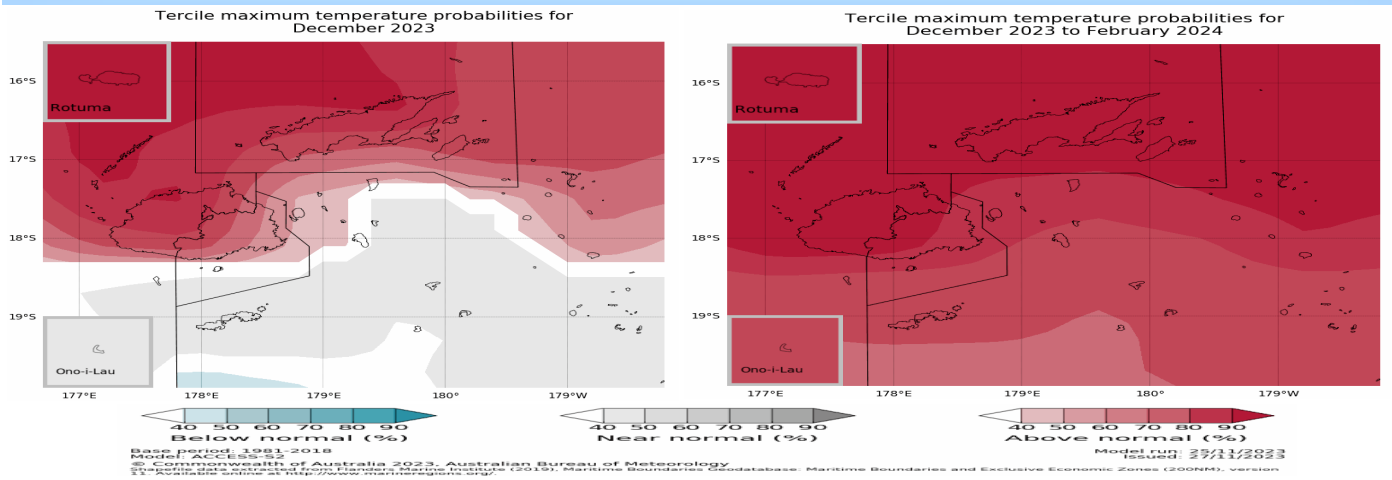 Tercile maximum temperature probabilities for
December 2023
Tercile maximum temperature probabilities for
December 2023 to February 2024
16°S
17°S
18°S
19°S
Rotuma
Ono-i-Lau
177°E 178°E 179°E 180° 179°W
16°S
17°S
18°S
19°S
Rotuma
Ono-i-Lau
177°E 178°E 179°E 180° 179°W
40 50 60 70 80 90
Below normal (%)
40 50 60 70 80 90
Near normal (%)
40 50 60 70 80 90
Above normal (%)
Base period: 1981-2018
Model: ACCESS-S2
Model run: 25/11/2023
Issued: 27/11/2023
© Commonwealth of Australia 2023, Australian Bureau of Meteorology
Shapefile data extracted from Flanders Marine Institute (2019), Maritime Boundaries Geodatabase: Maritime Boundaries and Exclusive Economic Zones (200NM), version
11. Available online at http://www.marineregions.org/.